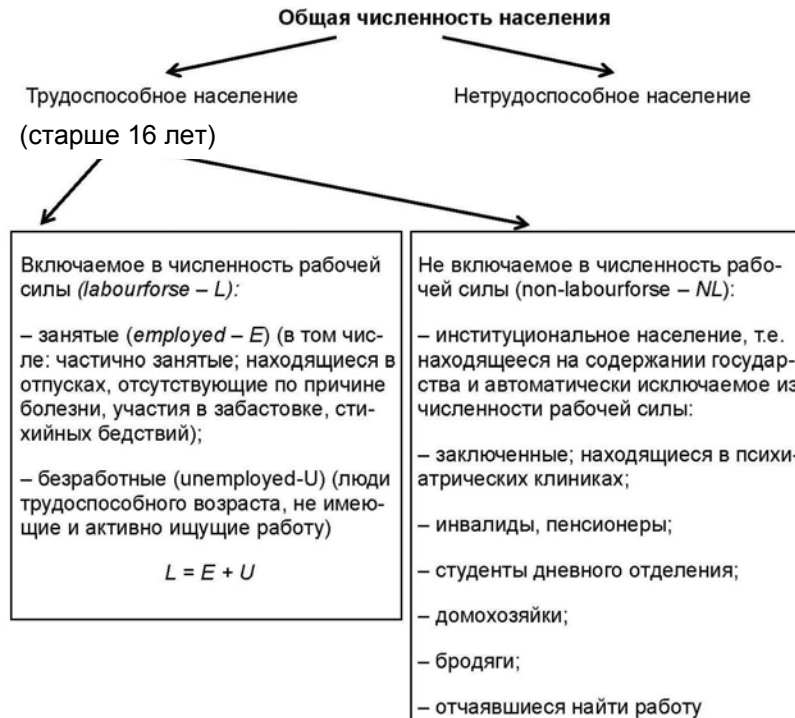 Общая численность населения
Трудоспособное население
Нетрудоспособное население
(старше 16 лет)
Включаемое в численность рабочей
силы (labourforse – L):
– занятые (employed – E) (в том чис-
ле: частично занятые; находящиеся в
отпусках, отсутствующие по причине
болезни, участия в забастовке, сти-
хийных бедствий);
– безработные (unemployed-U) (люди
трудоспособного возраста, не имею-
щие и активно ищущие работу)
L = E + U
Не включаемое в численность рабо-
чей силы (non-labourforse – NL):
– институциональное население, т.е.
находящееся на содержании государ-
ства и автоматически исключаемое из
численности рабочей силы:
– заключенные; находящиеся в психи-
атрических клиниках;
– инвалиды, пенсионеры;
– студенты дневного отделения;
– домохозяйки;
– бродяги;
– отчаявшиеся найти работу